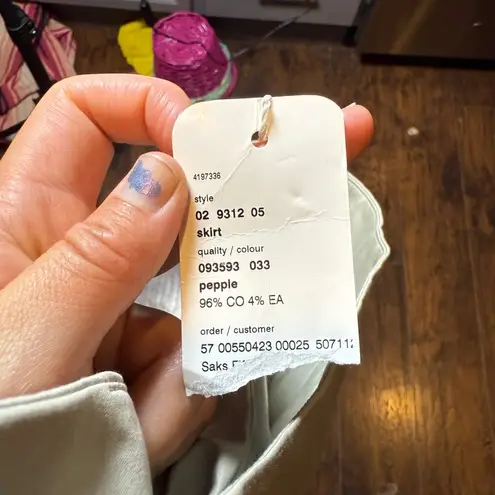 4197336
style
02 9312 05
skirt
quality / colour
093593 033
pepple
96% CO 4% EA
order / customer
57 00550423 00025 507112
Saks